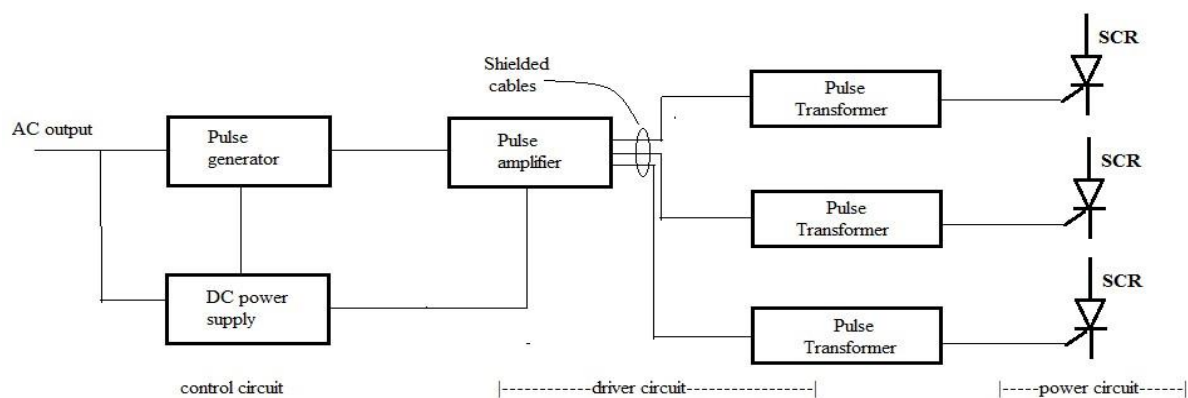 SCR
Shielded
cables
Pulse
Transformer
AC output
Pulse
generator
Pulse
amplifier
SCR
Pulse
Transformer
SCR
DC power
supply
Pulse
Transformer
control circuit
|-------------------driver circuit--------------------|
|------power circuit------|